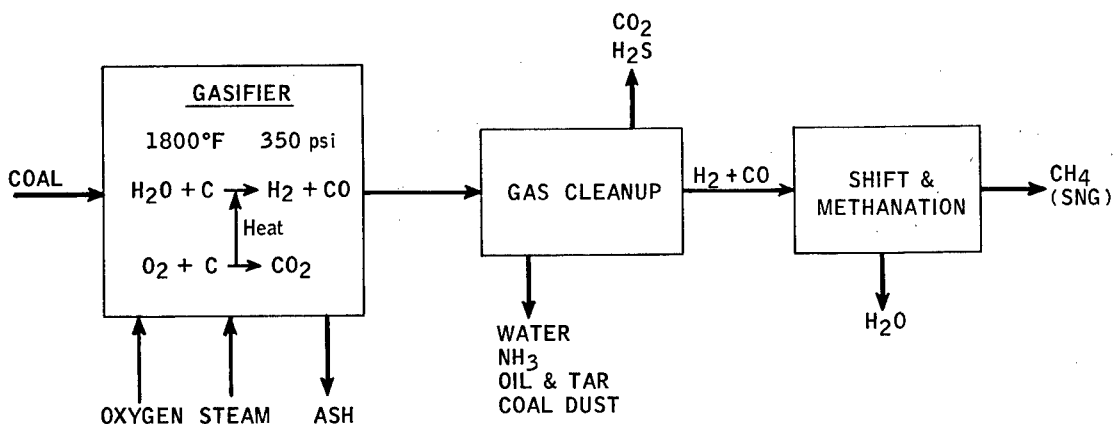 CO₂
H₂S
GASIFIER
1800°F 350 psi
COAL
H₂O + C → H₂ + CO
Heat
O₂ + C → CO₂
GAS CLEANUP
H₂ + CO
SHIFT &
METHANATION
CH₄
(SNG)
H₂O
WATER
NH₃
OIL & TAR
COAL DUST
OXYGEN STEAM ASH